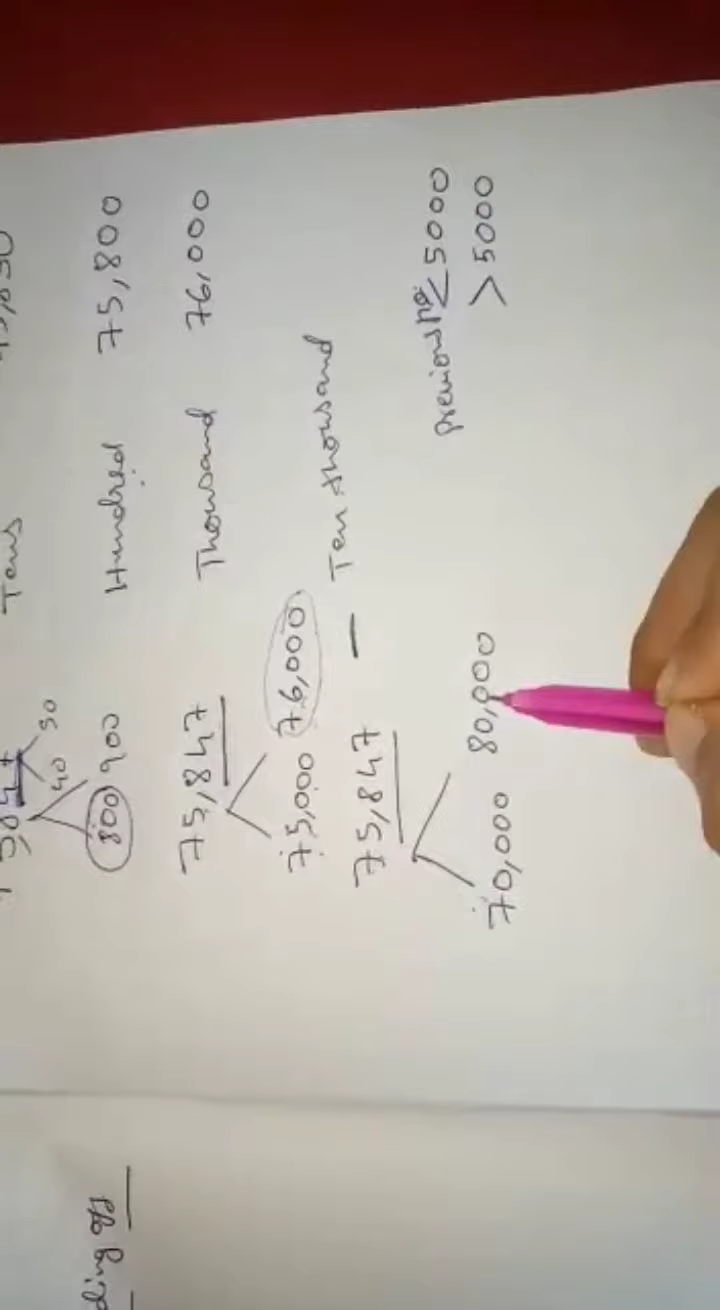 Tens
40 50
800 900 Hundred 75,800
75,847 Thousand 76,000
75,000 76,000
75,847 — Ten thousand
70,000 80,000
previous no ≤ 5000
> 5000